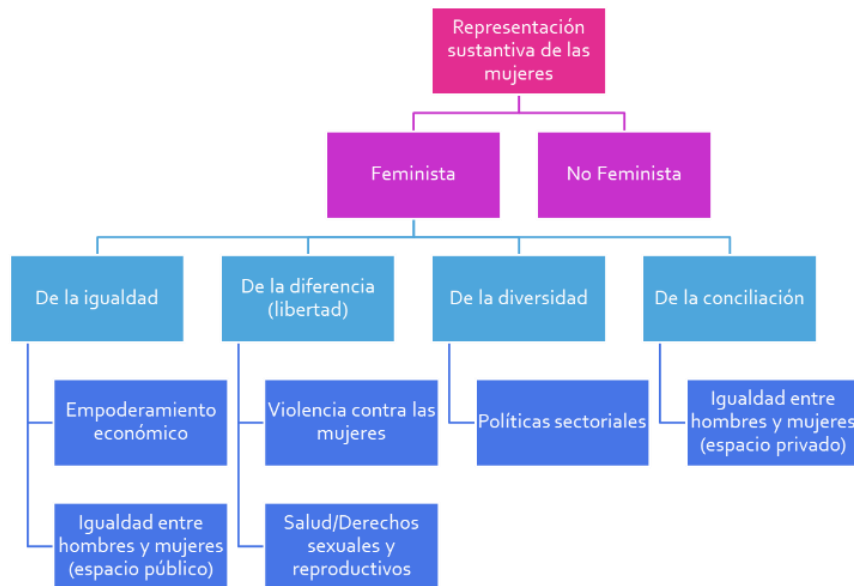 Representación
sustantiva de las
mujeres
Feminista
No Feminista
De la igualdad
De la diferencia
(libertad)
De la diversidad
De la conciliación
Empoderamiento
económico
Violencia contra las
mujeres
Políticas sectoriales
Igualdad entre
hombres y mujeres
(espacio privado)
Igualdad entre
hombres y mujeres
(espacio público)
Salud/Derechos
sexuales y
reproductivos